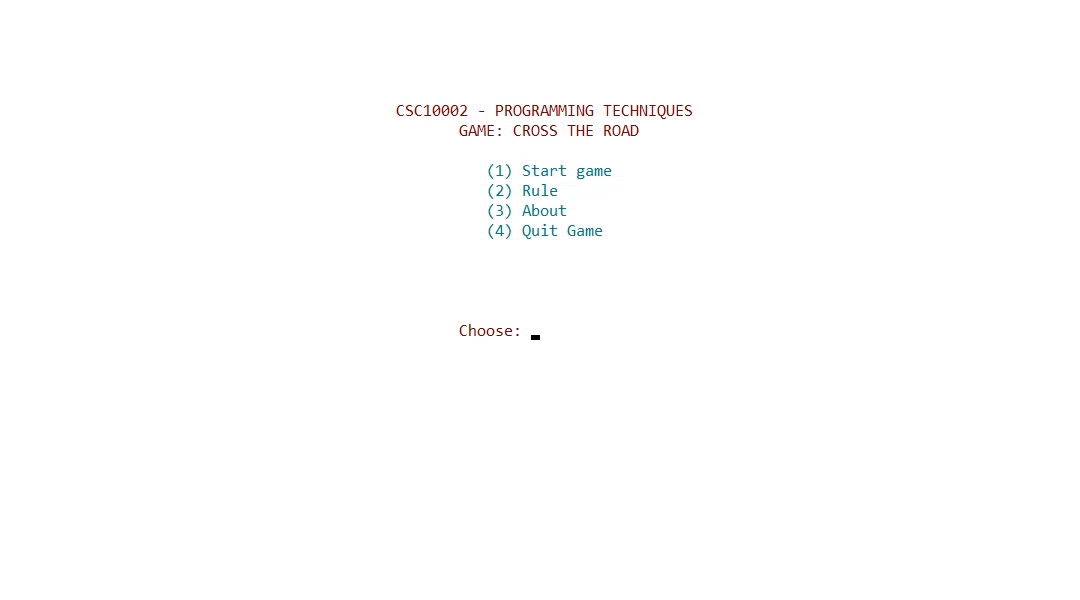 CSC10002 - PROGRAMMING TECHNIQUES
GAME: CROSS THE ROAD
(1) Start game
(2) Rule
(3) About
(4) Quit Game
Choose: